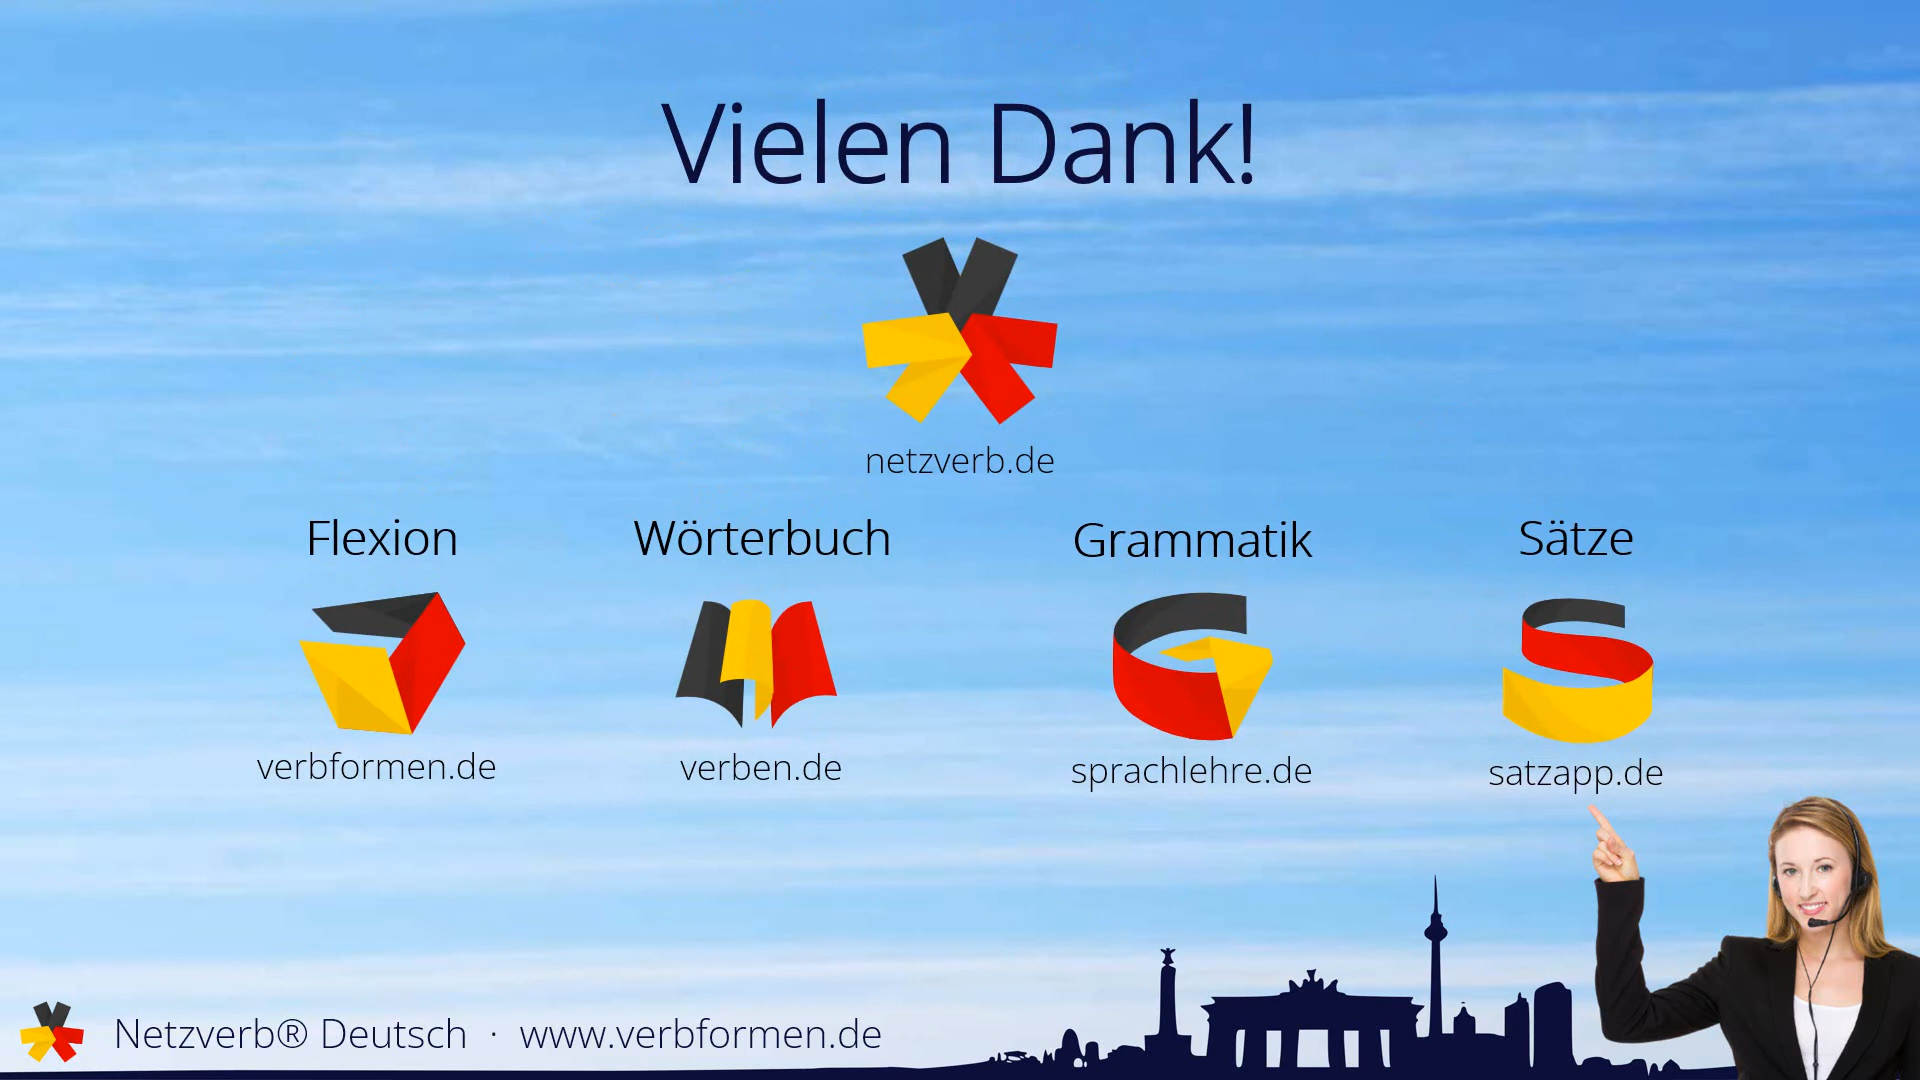 Vielen Dank!
netzverb.de
Flexion
Wörterbuch
Grammatik
Sätze
verbformen.de
verben.de
sprachlehre.de
satzapp.de
Netzverb® Deutsch · www.verbformen.de